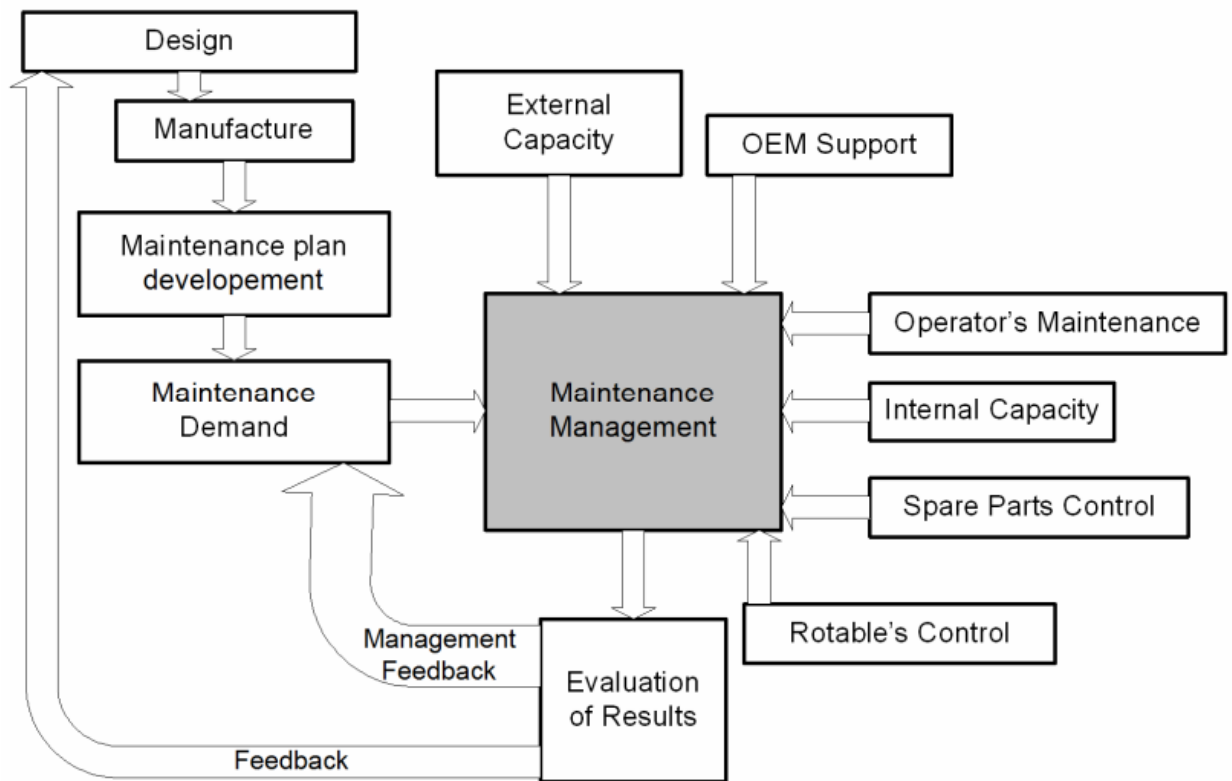 Design
Manufacture
Maintenance plan
developement
Maintenance
Demand
External
Capacity
OEM Support
Maintenance
Management
Operator's Maintenance
Internal Capacity
Spare Parts Control
Rotable's Control
Management
Feedback
Evaluation
of Results
Feedback